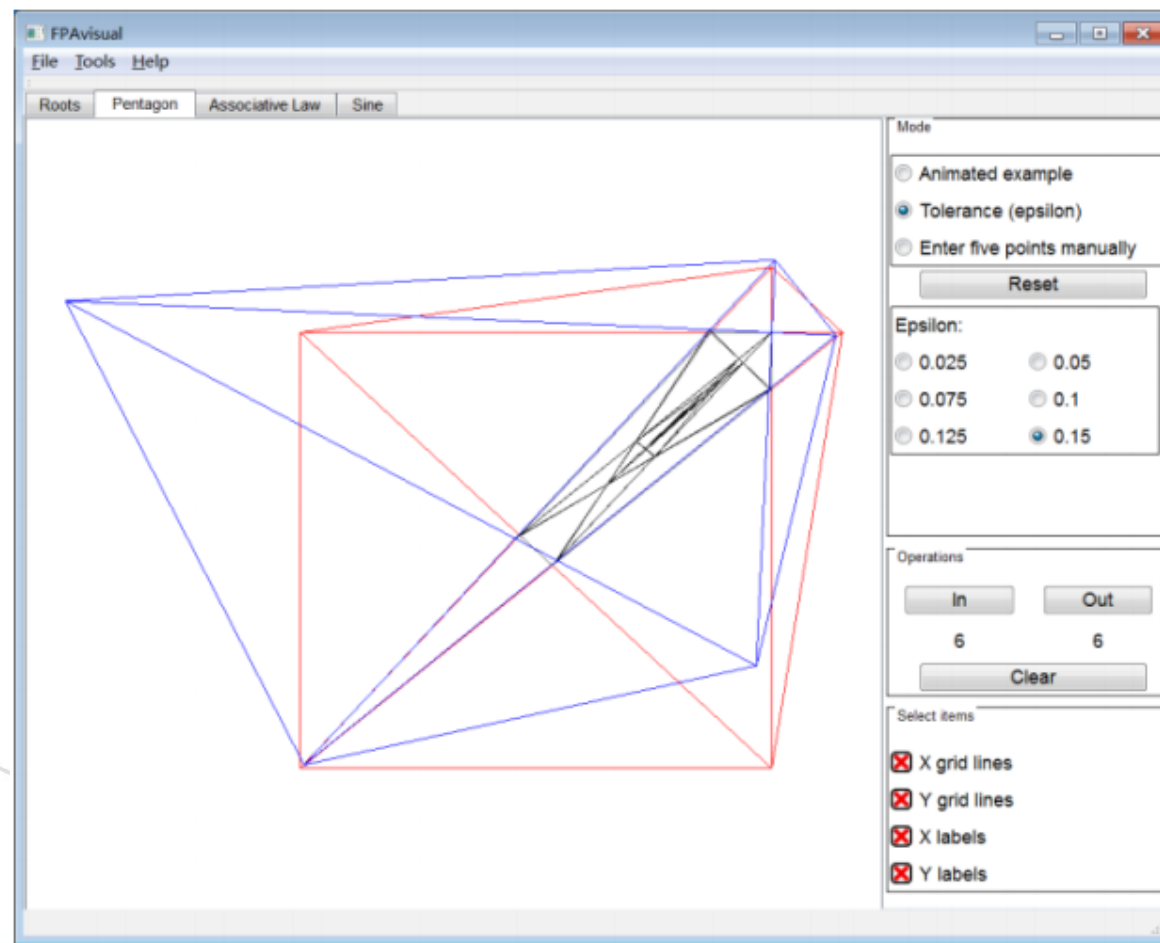 FPAvisual
File Tools Help
Roots Pentagon Associative Law Sine
Mode
Animated example
Tolerance (epsilon)
Enter five points manually
Reset
Epsilon:
0.025 0.05
0.075 0.1
0.125 0.15
Operations
In Out
6 6
Clear
Select items
X grid lines
Y grid lines
X labels
Y labels